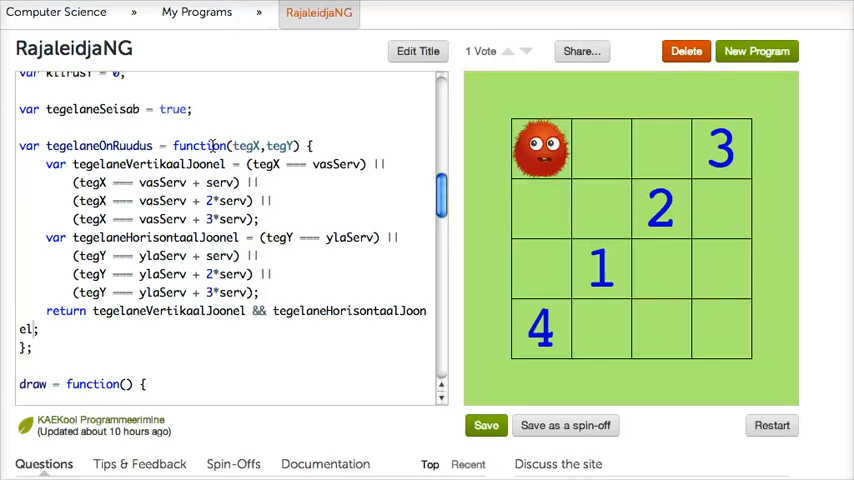 Computer Science » My Programs » RajaleidjaNG
RajaleidjaNG
Edit Title
1 Vote
Share...
Delete
New Program
var tegelaneSeisab = true;
var tegelaneOnRuudus = function(tegX,tegY) {
var tegelaneVertikaalJoonel = (tegX === vasServ) ||
(tegX === vasServ + serv) ||
(tegX === vasServ + 2*serv) ||
(tegX === vasServ + 3*serv);
var tegelaneHorisontaalJoonel = (tegY === ylaServ) ||
(tegY === ylaServ + serv) ||
(tegY === ylaServ + 2*serv) ||
(tegY === ylaServ + 3*serv);
return tegelaneVertikaalJoonel && tegelaneHorisontaalJoon
el;
};
draw = function() {
3
2
1
4
KAEKool Programmeerimine
(Updated about 10 hours ago)
Save
Save as a spin-off
Restart
Questions Tips & Feedback Spin-Offs Documentation Top Recent
Discuss the site